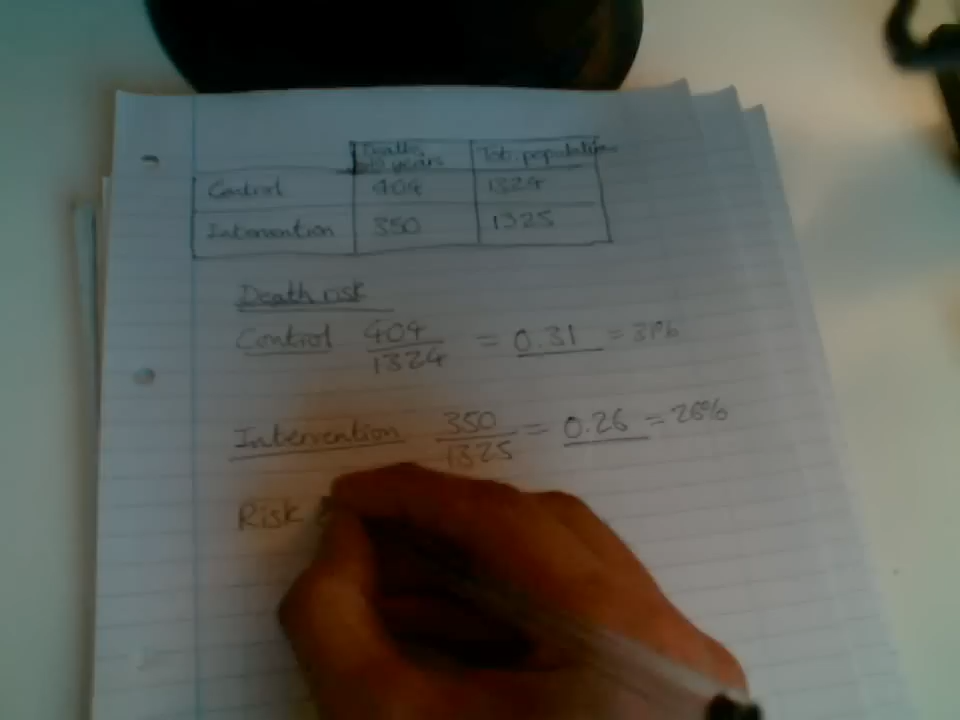 Deaths Tot. population
years
Control 404 1324
Intervention 350 1325
Death risk
Control 404/1324 = 0.31 = 31%
Intervention 350/1325 = 0.26 = 26%
Risk